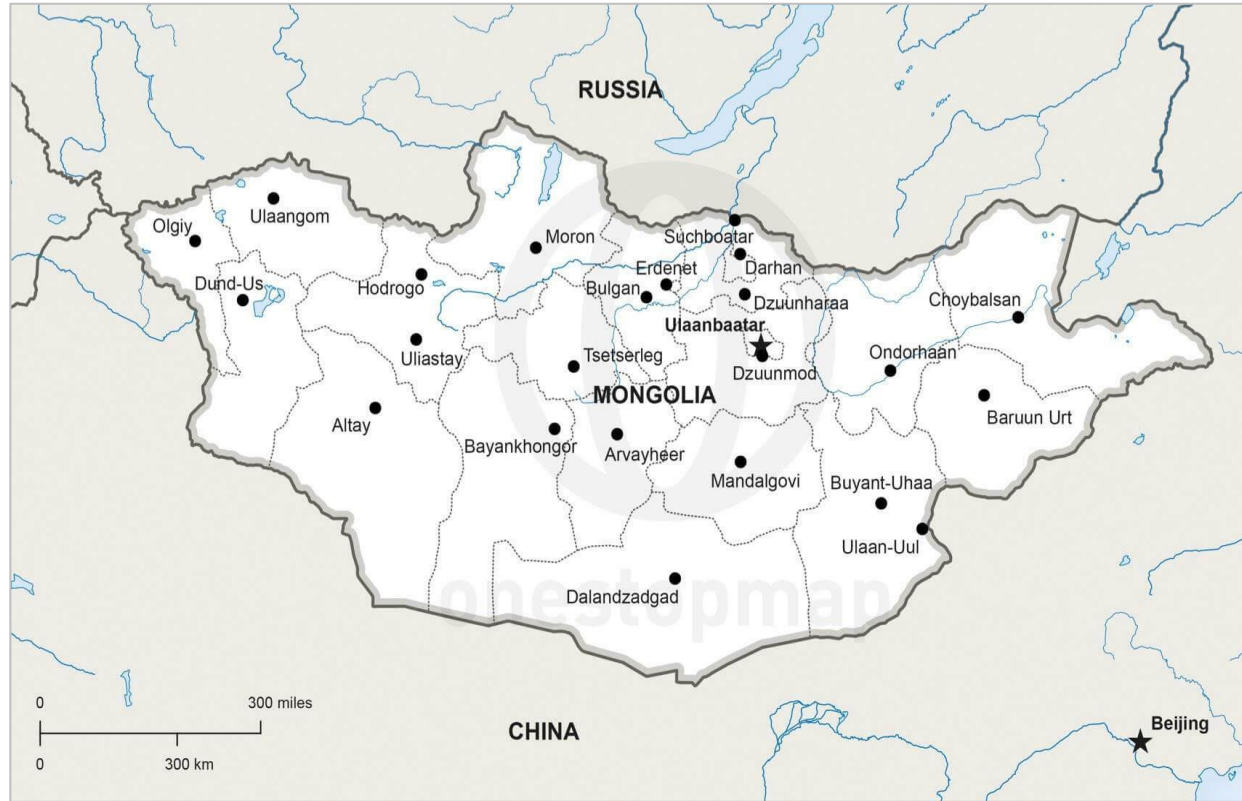 RUSSIA
Ulaangom
Olgiy
Suchboatar
Moron
Darhan
Erdenet
Dund-Us
Hodrogo
Bulgan
Dzuunharaa
Choybalsan
Ulaanbaatar
Uliastay
Tsetserleg
Ondorhaan
Dzuunmod
MONGOLIA
Baruun Urt
Altay
Bayankhongor
Arvayheer
Mandalgovi
Buyant-Uhaa
Ulaan-Uul
Dalandzadgad
onestopmap
0 300 miles
0 300 km
CHINA
Beijing